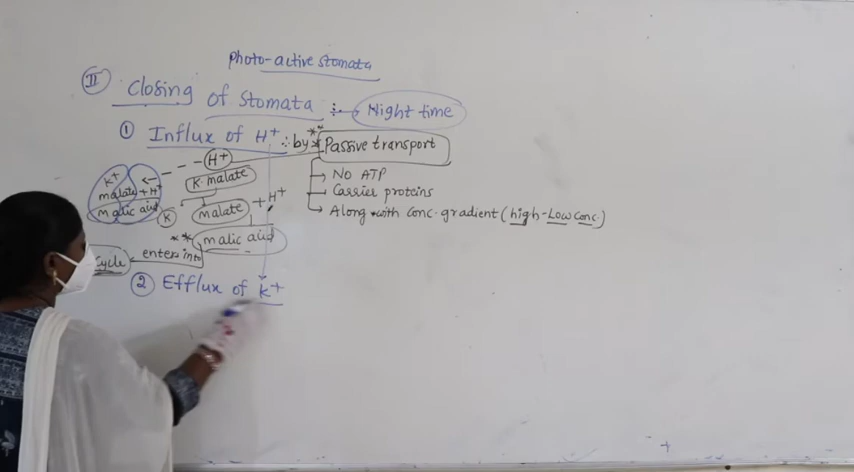 Photo-active stomata
II Closing of Stomata :- Night time
① Influx of H+ :- by ** Passive transport
H+
K+ malate + H+ malic acid
K. malate
→ NO ATP
→ Carrier proteins
→ Along with conc. gradient (high-Low conc.)
K malate + H+
** malic acid
cycle enters into
② Efflux of K+